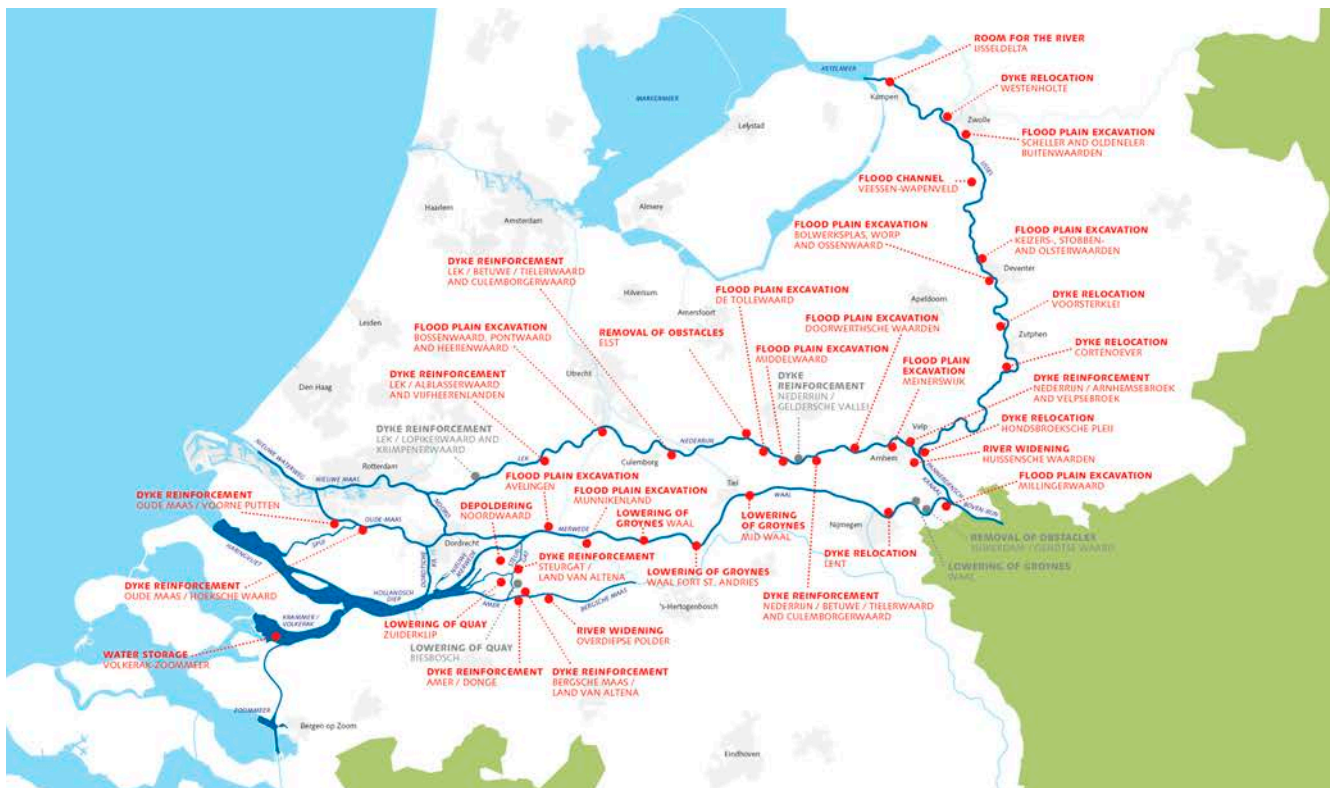 ROOM FOR THE RIVER
IJSSELDELTA
KETELMEER
Kampen
DYKE RELOCATION
WESTENHOLTE
MARKERMEER
Lelystad
Zwolle
FLOOD PLAIN EXCAVATION
SCHELLER AND OLDENELER
BUITENWAARDEN
IJSSEL
FLOOD CHANNEL
VEESSEN-WAPENVELD
Haarlem
Amsterdam
Almery
FLOOD PLAIN EXCAVATION
BOLWERKSPLAS, WORP
AND OSSENWAARD
FLOOD PLAIN EXCAVATION
KEIZERS-, STOBBEN-
AND OLSTERWAARDEN
DYKE REINFORCEMENT
LEK / BETUWE / TIELERWAARD
AND CULEMBORGERWAARD
Deventer
Hilversum
FLOOD PLAIN EXCAVATION
DE TOLLEWAARD
Apeldoorn
DYKE RELOCATION
VOORSTERKLEI
Leiden
Amersfoort
FLOOD PLAIN EXCAVATION
DOORWERTHSCHE WAARDEN
FLOOD PLAIN EXCAVATION
BOSSENWAARD, PONTWAARD
AND HEERENWAARD
REMOVAL OF OBSTACLES
ELST
Zutphen
FLOOD PLAIN EXCAVATION
MIDDELWAARD
DYKE RELOCATION
CORTENOEVER
FLOOD PLAIN
EXCAVATION
MEINERSWIJK
DYKE REINFORCEMENT
NEDERRIJN /
GELDERSCHE VALLEI
Utrecht
DYKE REINFORCEMENT
LEK / ALBLASSERWAARD
AND VIJFHEERENLANDEN
Den Haag
DYKE REINFORCEMENT
NEDERRIJN / ARNHEMSEBROEK
AND VELPSEBROEK
DYKE REINFORCEMENT
LEK / LOPIKERWAARD AND
KRIMPENERWAARD
Velp
DYKE RELOCATION
HONDSBROEKSCHE PLEIJ
NIEUWE WATERWEG
NEDERRIJN
RIVER WIDENING
HUISSENSCHE WAARDEN
LEK
Culemborg
Arnhem
Rotterdam
NIEUWE MAAS
FLOOD PLAIN EXCAVATION
AVELINGEN
Tiel
PANNERDENSCH
KANAAL
FLOOD PLAIN EXCAVATION
MILLINGERWAARD
DYKE REINFORCEMENT
OUDE MAAS / VOORNE PUTTEN
FLOOD PLAIN EXCAVATION
MUNNIKENLAND
WAAL
BOVEN-RIJN
NOORD
DEPOLDERING
NOORDWAARD
LOWERING OF
GROYNES WAAL
LOWERING
OF GROYNES
MID-WAAL
Nijmegen
OUDE MAAS
MERWEDE
SPUI
HARINGVLIET
Dordrecht
REMOVAL OF OBSTACLES
DYKE RELOCATION
LENT
DORDTSCHE
KIL
NIEUWE
MERWEDE
STEUR-
GAT
DYKE REINFORCEMENT
STEURGAT /
LAND VAN ALTENA
LOWERING OF GROYNES
WAAL FORT ST. ANDRIES
LOWERING OF GROYNES
WAAL
DYKE REINFORCEMENT
OUDE MAAS / HOEKSCHE WAARD
HOLLANDSCH
DIEP
AMER
BERGSCHE MAAS
DYKE REINFORCEMENT
NEDERRIJN / BETUWE / TIELERWAARD
AND CULEMBORGERWAARD
's-Hertogenbosch
KRAMMER /
VOLKERAK
LOWERING OF QUAY
ZUIDERKLIP
RIVER WIDENING
OVERDIEPSE POLDER
LOWERING OF QUAY
BIESBOSCH
WATER STORAGE
VOLKERAK-ZOOMMEER
DYKE REINFORCEMENT
AMER / DONGE
DYKE REINFORCEMENT
BERGSCHE MAAS /
LAND VAN ALTENA
ZOOMMEER
Bergen op Zoom
Eindhoven